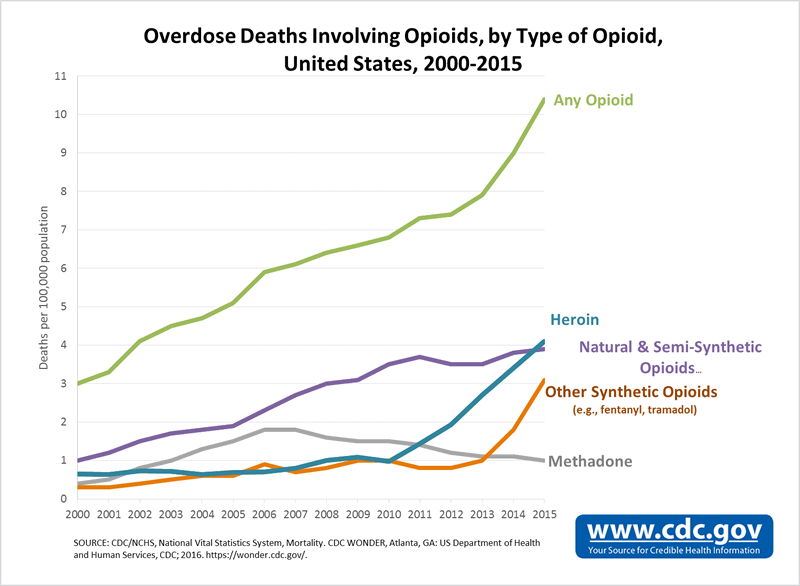 Overdose Deaths Involving Opioids, by Type of Opioid,
United States, 2000-2015
Deaths per 100,000 population
11
10
9
8
7
6
5
4
3
2
1
0
Any Opioid
Heroin
Natural & Semi-Synthetic
Opioids...
Other Synthetic Opioids
(e.g., fentanyl, tramadol)
Methadone
2000 2001 2002 2003 2004 2005 2006 2007 2008 2009 2010 2011 2012 2013 2014 2015
SOURCE: CDC/NCHS, National Vital Statistics System, Mortality. CDC WONDER, Atlanta, GA: US Department of Health
and Human Services, CDC; 2016. https://wonder.cdc.gov/.
www.cdc.gov
Your Source for Credible Health Information